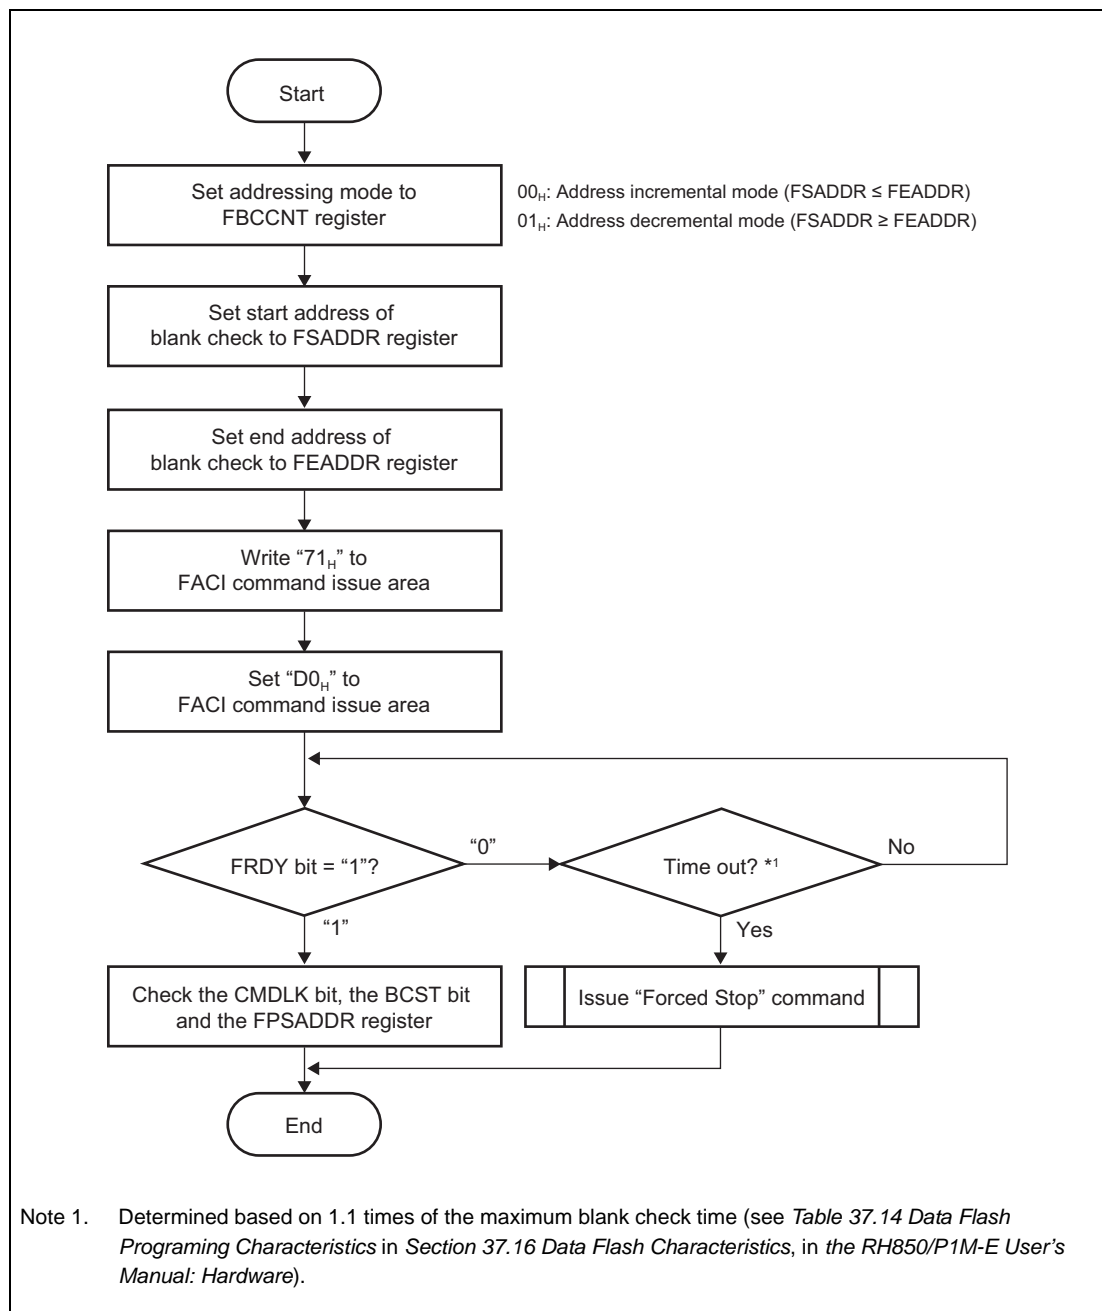 Start
Set addressing mode to
FBCCNT register
00H: Address incremental mode (FSADDR ≤ FEADDR)
01H: Address decremental mode (FSADDR ≥ FEADDR)
Set start address of
blank check to FSADDR register
Set end address of
blank check to FEADDR register
Write “71H” to
FACI command issue area
Set “D0H” to
FACI command issue area
FRDY bit = “1”?
“0”
Time out? *1
No
“1”
Yes
Check the CMDLK bit, the BCST bit
and the FPSADDR register
Issue “Forced Stop” command
End
Note 1. Determined based on 1.1 times of the maximum blank check time (see Table 37.14 Data Flash
Programing Characteristics in Section 37.16 Data Flash Characteristics, in the RH850/P1M-E User’s
Manual: Hardware).